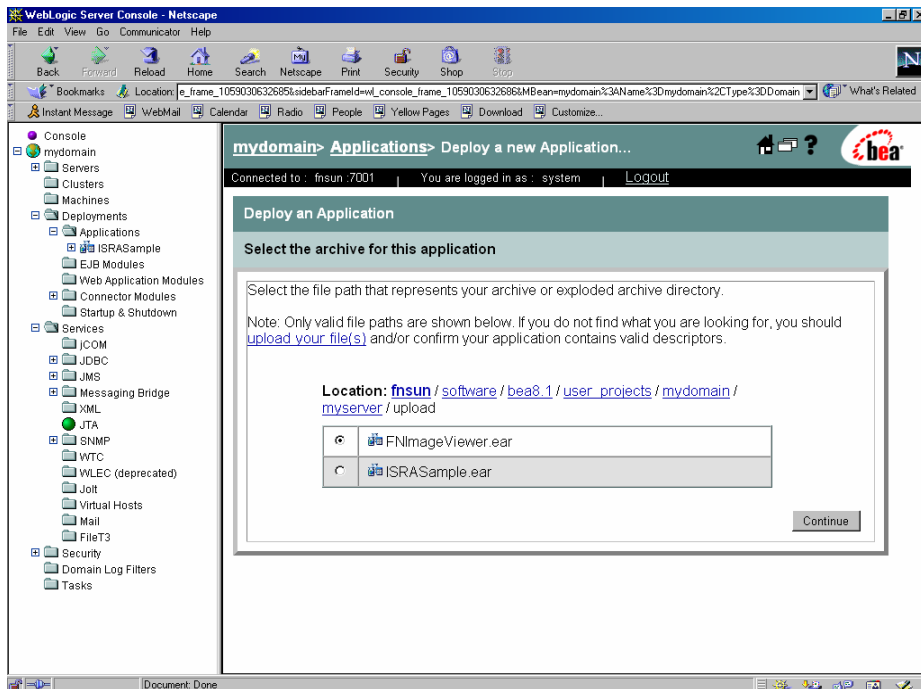 WebLogic Server Console - Netscape
File Edit View Go Communicator Help
Back Forward Reload Home Search Netscape Print Security Shop Stop
Bookmarks Location: e_frame_1059030632685&sidebarFrameId=wl_console_frame_1059030632686&MBean=mydomain%3AName%3Dmydomain%2CType%3DDomain What's Related
Instant Message WebMail Calendar Radio People Yellow Pages Download Customize...
Console
mydomain
Servers
Clusters
Machines
Deployments
Applications
ISRASample
EJB Modules
Web Application Modules
Connector Modules
Startup & Shutdown
Services
jCOM
JDBC
JMS
Messaging Bridge
XML
JTA
SNMP
WTC
WLEC (deprecated)
Jolt
Virtual Hosts
Mail
FileT3
Security
Domain Log Filters
Tasks
mydomain> Applications> Deploy a new Application...
bea
Connected to : fnsun :7001 You are logged in as : system Logout
Deploy an Application
Select the archive for this application
Select the file path that represents your archive or exploded archive directory.
Note: Only valid file paths are shown below. If you do not find what you are looking for, you should
upload your file(s) and/or confirm your application contains valid descriptors.
Location: fnsun / software / bea8.1 / user_projects / mydomain /
myserver / upload
FNImageViewer.ear
ISRASample.ear
Continue
Document: Done